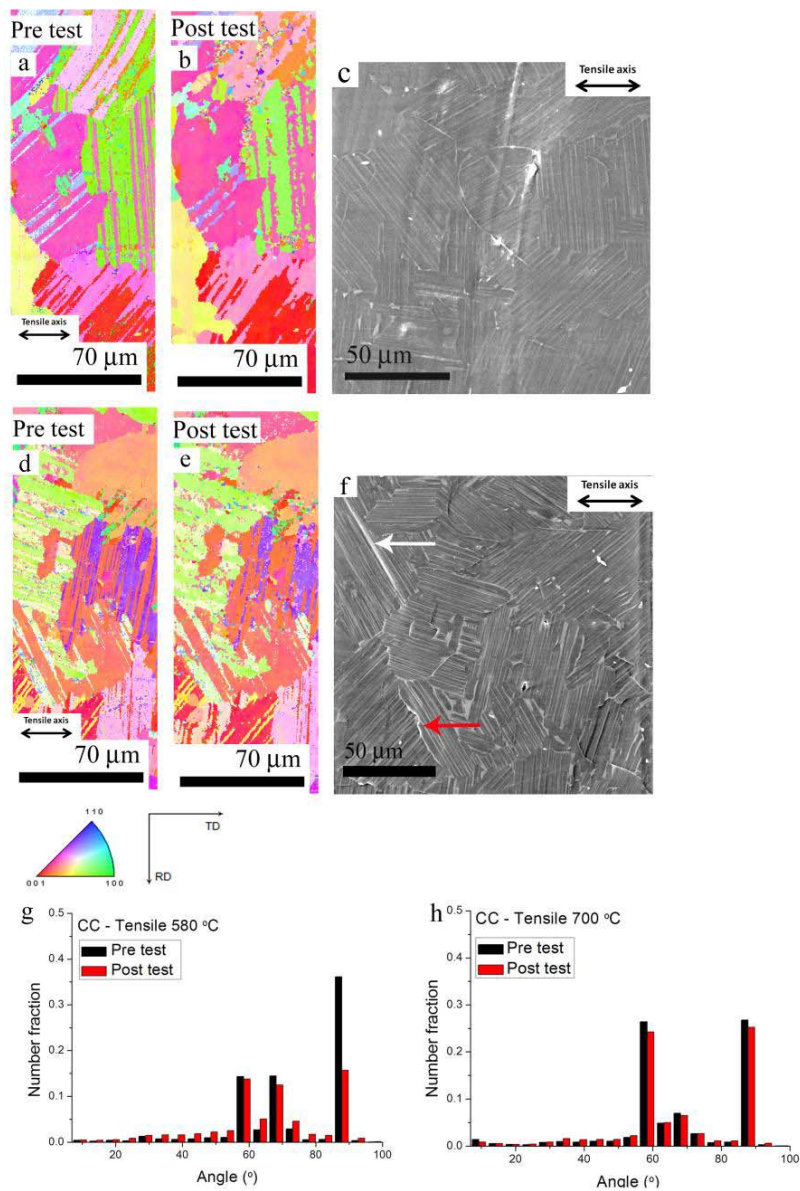 Pre test
a
Post test
b
c
Tensile axis
Tensile axis
70 µm
70 µm
50 µm
Pre test
d
Post test
e
f
Tensile axis
Tensile axis
70 µm
70 µm
50 µm
1 1 0
0 0 1
1 0 0
TD
RD
g
CC - Tensile 580 ºC
Pre test
Post test
Number fraction
0.5
0.4
0.3
0.2
0.1
0.0
20
40
60
80
100
Angle (º)
h
CC - Tensile 700 ºC
Pre test
Post test
Number fraction
0.5
0.4
0.3
0.2
0.1
0.0
20
40
60
80
100
Angle (º)